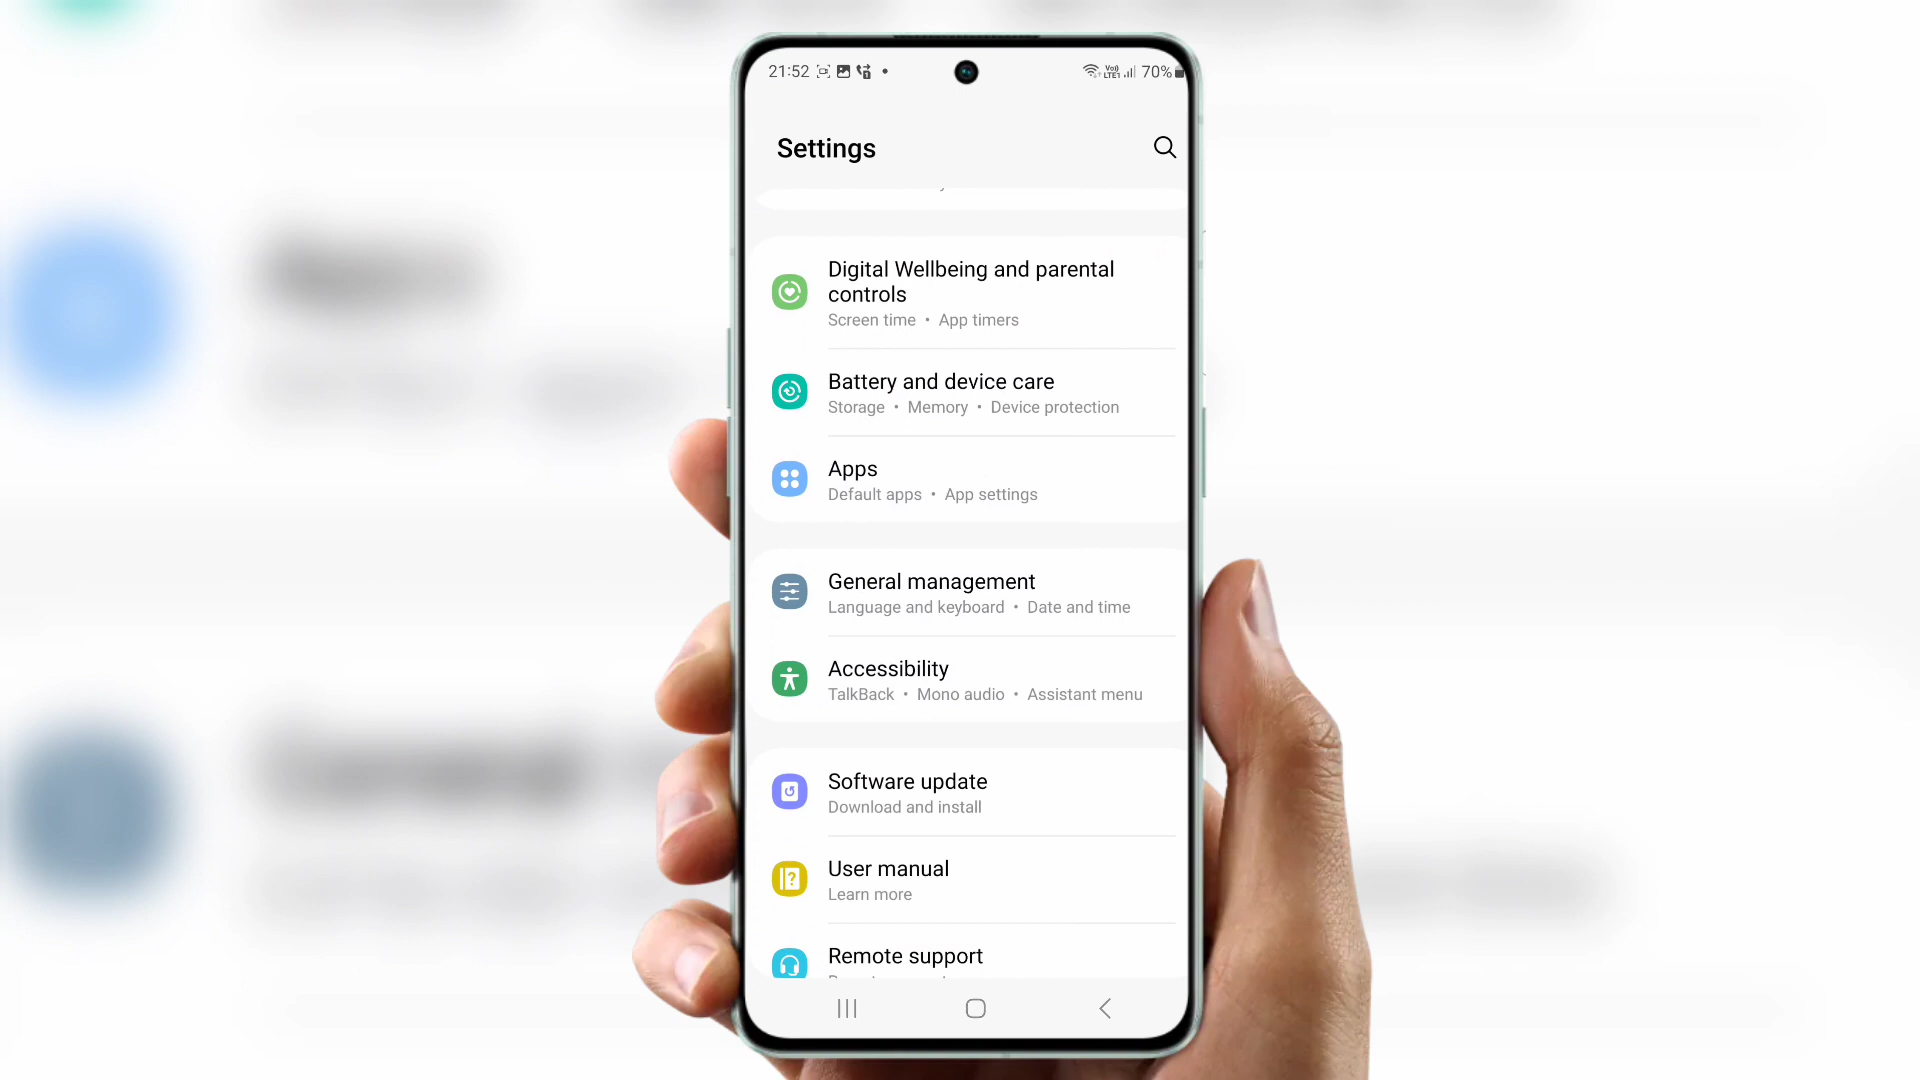 21:52
VoJ LTE1 70%
Settings
Digital Wellbeing and parental
controls
Screen time • App timers
Battery and device care
Storage • Memory • Device protection
Apps
Default apps • App settings
General management
Language and keyboard • Date and time
Accessibility
TalkBack • Mono audio • Assistant menu
Software update
Download and install
User manual
Learn more
Remote support